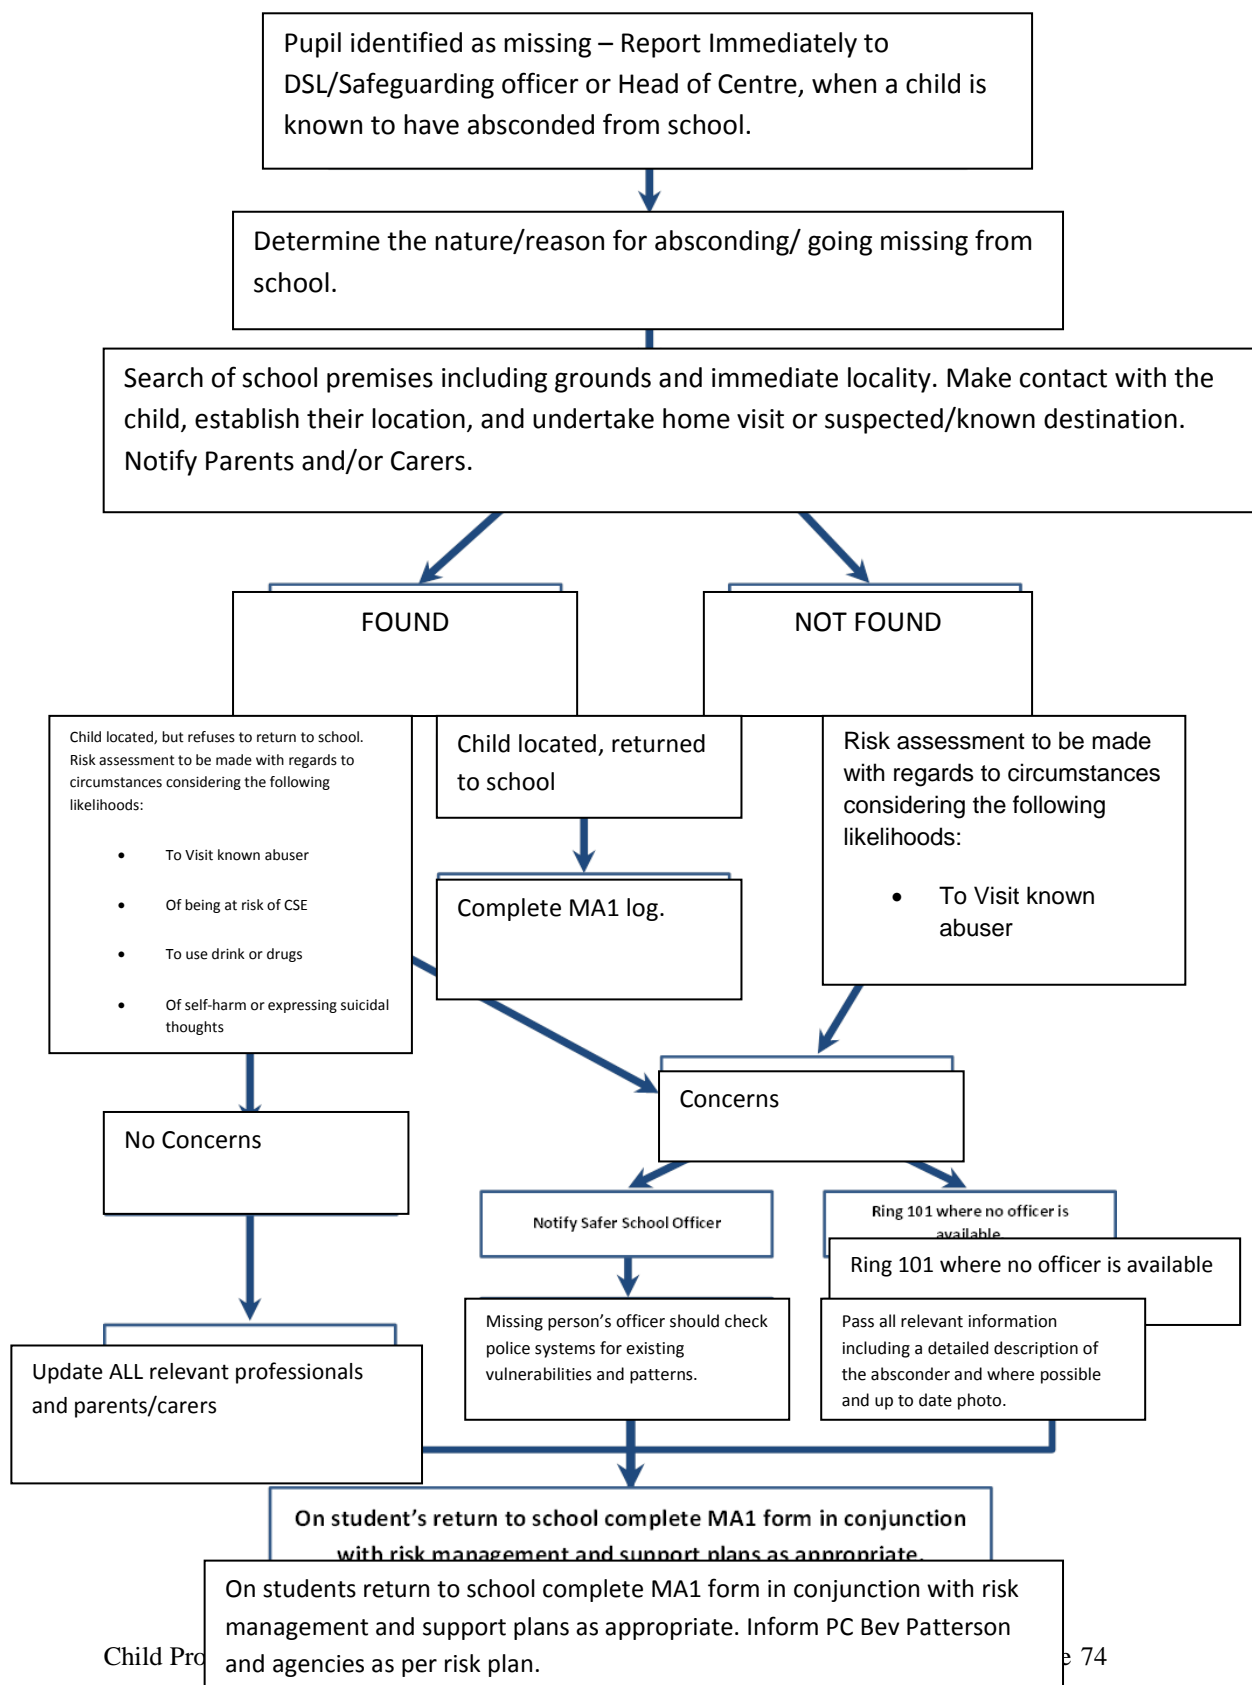 Pupil identified as missing – Report Immediately to
DSL/Safeguarding officer or Head of Centre, when a child is
known to have absconded from school.
Determine the nature/reason for absconding/ going missing from
school.
Search of school premises including grounds and immediate locality. Make contact with the
child, establish their location, and undertake home visit or suspected/known destination.
Notify Parents and/or Carers.
FOUND
NOT FOUND
Child located, but refuses to return to school.
Risk assessment to be made with regards to
circumstances considering the following
likelihoods:
• To Visit known abuser
• Of being at risk of CSE
• To use drink or drugs
• Of self-harm or expressing suicidal
thoughts
Child located, returned
to school
Complete MA1 log.
Risk assessment to be made
with regards to circumstances
considering the following
likelihoods:
• To Visit known
abuser
No Concerns
Concerns
Notify Safer School Officer
Ring 101 where no officer is
available
Ring 101 where no officer is available
Missing person’s officer should check
police systems for existing
vulnerabilities and patterns.
Pass all relevant information
including a detailed description of
the absconder and where possible
and up to date photo.
Update ALL relevant professionals
and parents/carers
On student’s return to school complete MA1 form in conjunction
with risk management and support plans as appropriate.
On students return to school complete MA1 form in conjunction with risk
management and support plans as appropriate. Inform PC Bev Patterson
and agencies as per risk plan.
Child Pro
e 74